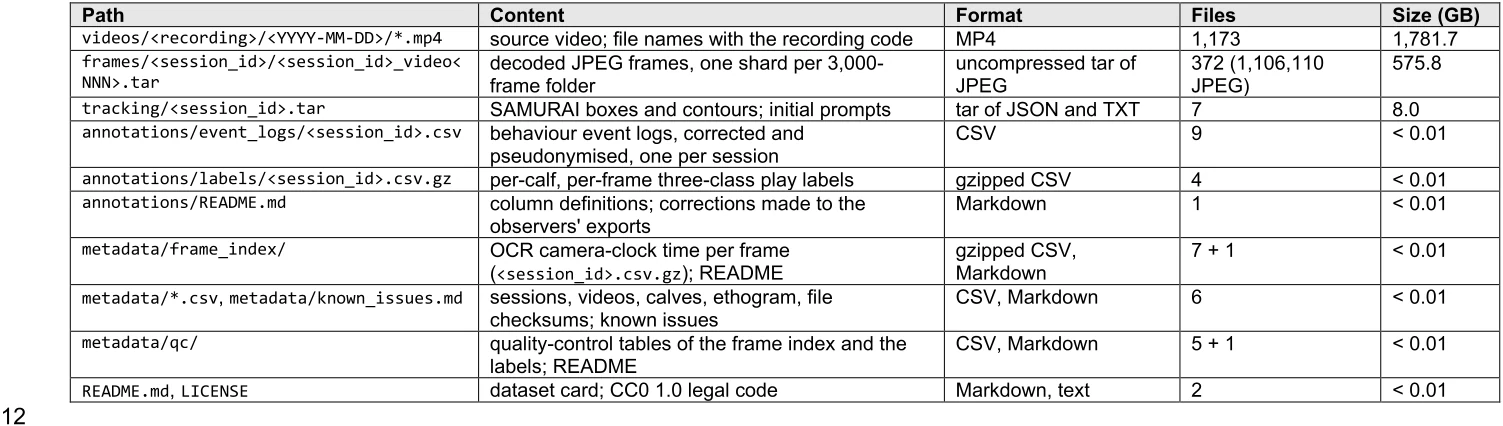 Path Content Format Files Size (GB)
videos/<recording>/<YYYY-MM-DD>/*.mp4 source video; file names with the recording code MP4 1,173 1,781.7
frames/<session_id>/<session_id>_video< decoded JPEG frames, one shard per 3,000- uncompressed tar of 372 (1,106,110 575.8
NNN>.tar frame folder JPEG JPEG)
tracking/<session_id>.tar SAMURAI boxes and contours; initial prompts tar of JSON and TXT 7 8.0
annotations/event_logs/<session_id>.csv behaviour event logs, corrected and CSV 9 < 0.01
pseudonymised, one per session
annotations/labels/<session_id>.csv.gz per-calf, per-frame three-class play labels gzipped CSV 4 < 0.01
annotations/README.md column definitions; corrections made to the Markdown 1 < 0.01
observers' exports
metadata/frame_index/ OCR camera-clock time per frame gzipped CSV, 7 + 1 < 0.01
(<session_id>.csv.gz); README Markdown
metadata/*.csv, metadata/known_issues.md sessions, videos, calves, ethogram, file CSV, Markdown 6 < 0.01
checksums; known issues
metadata/qc/ quality-control tables of the frame index and the CSV, Markdown 5 + 1 < 0.01
labels; README
README.md, LICENSE dataset card; CC0 1.0 legal code Markdown, text 2 < 0.01
12